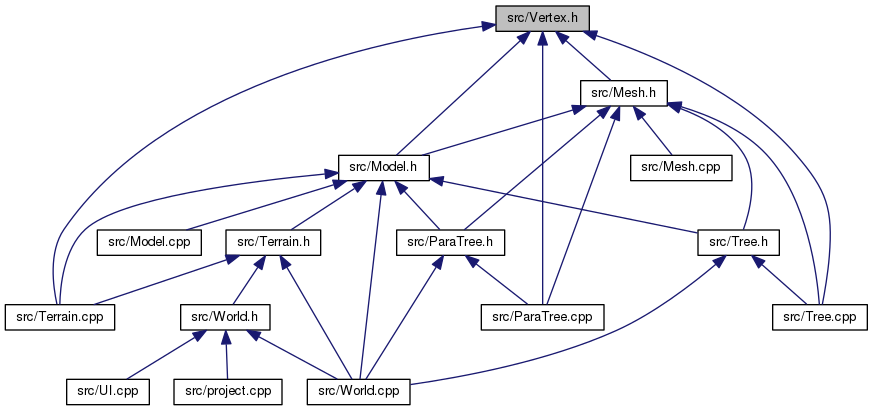 src/Vertex.h
src/Mesh.h
src/Model.h
src/Mesh.cpp
src/Model.cpp
src/Terrain.h
src/ParaTree.h
src/Tree.h
src/Terrain.cpp
src/World.h
src/ParaTree.cpp
src/Tree.cpp
src/UI.cpp
src/project.cpp
src/World.cpp